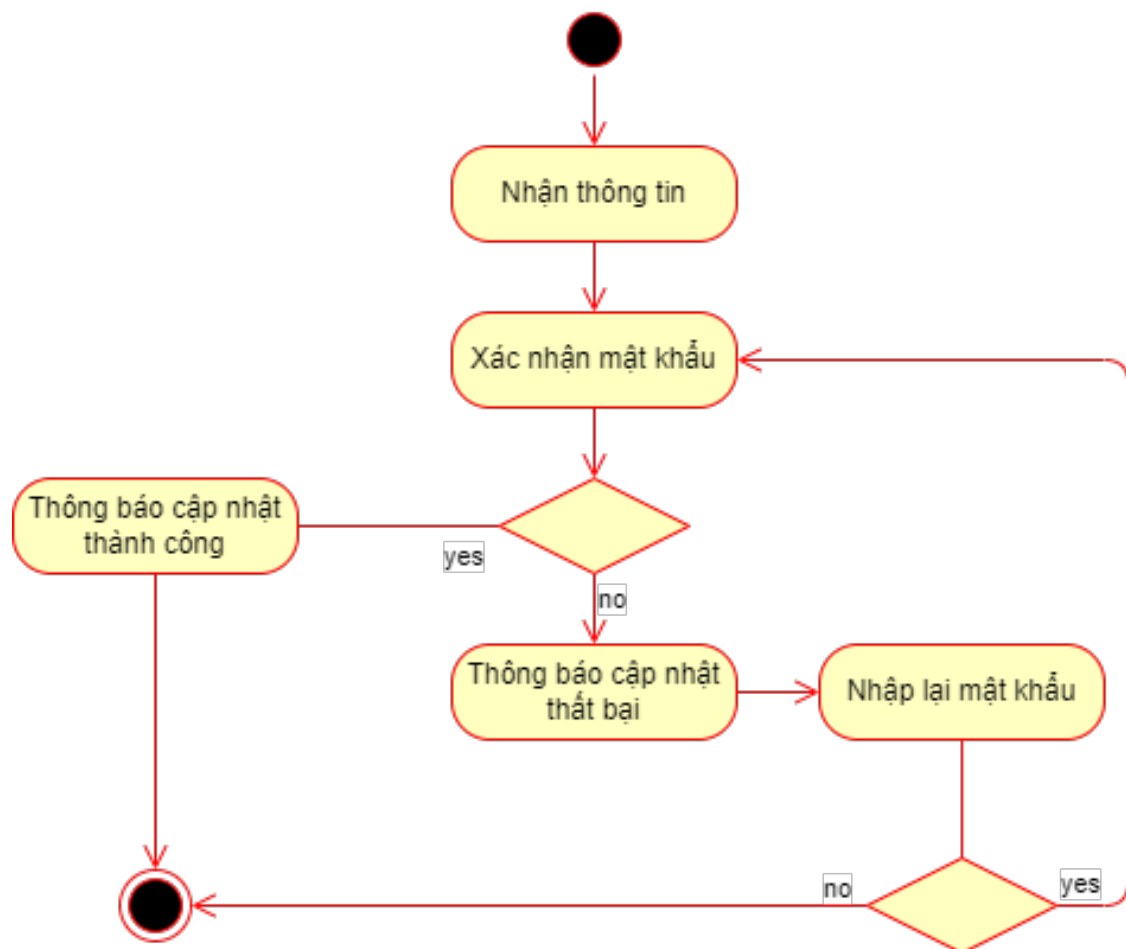 Nhận thông tin
Xác nhận mật khẩu
Thông báo cập nhật
thành công
yes
no
Thông báo cập nhật
thất bại
Nhập lại mật khẩu
no
yes